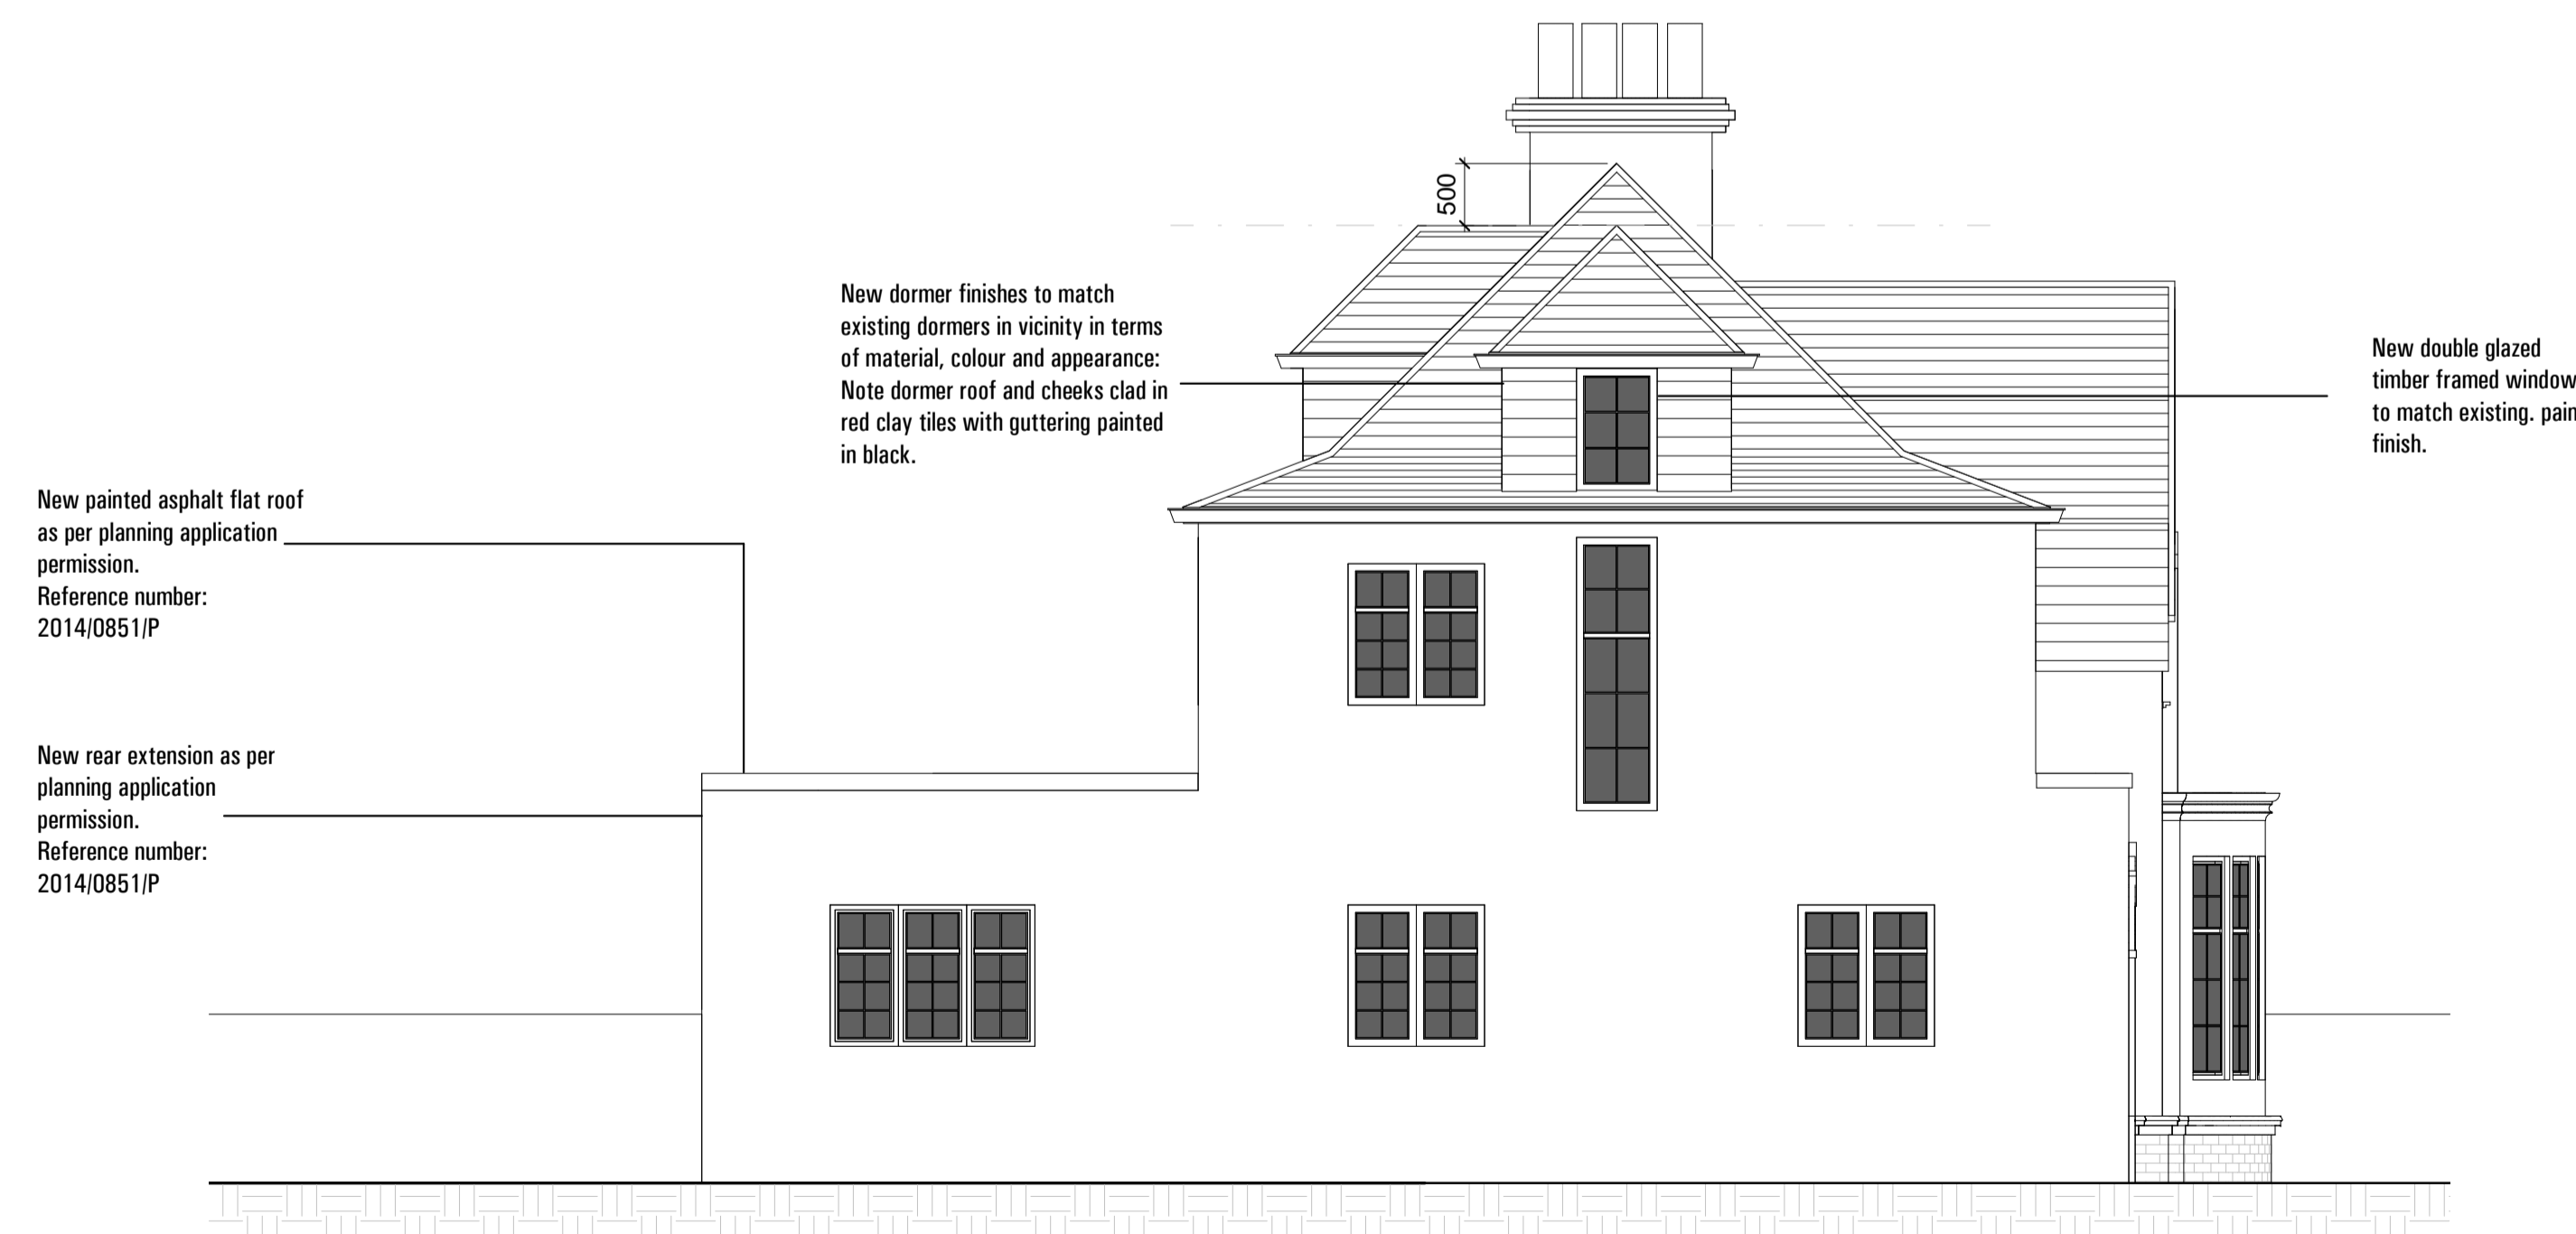 500
New dormer finishes to match
existing dormers in vicinity in terms
of material, colour and appearance:
Note dormer roof and cheeks clad in
red clay tiles with guttering painted
in black.
New double glazed
timber framed window
to match existing. pain
finish.
New painted asphalt flat roof
as per planning application
permission.
Reference number:
2014/0851/P
New rear extension as per
planning application
permission.
Reference number:
2014/0851/P